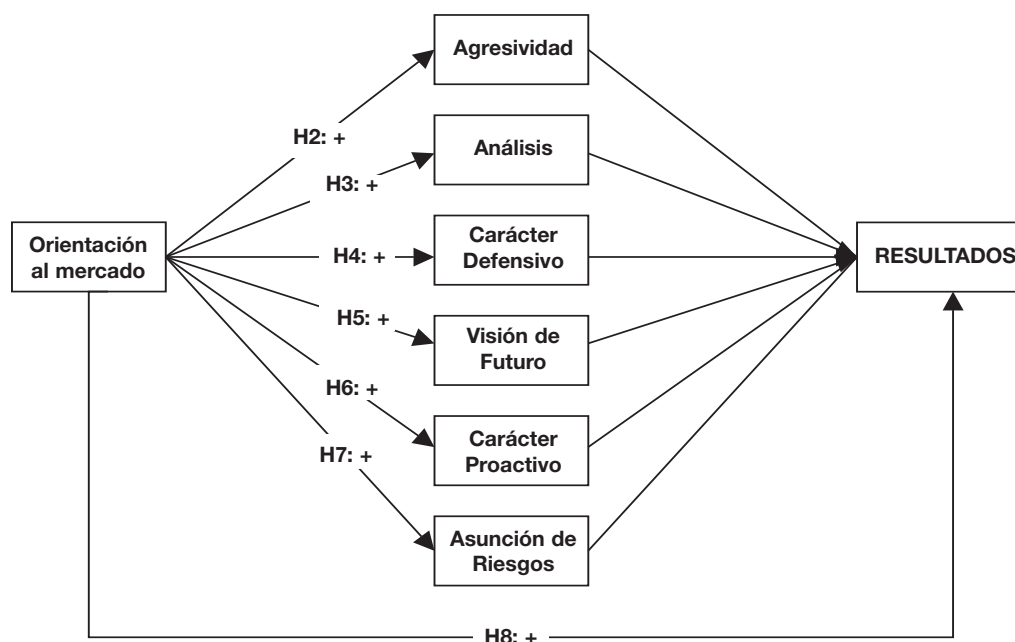 Agresividad
H2: +
Análisis
H3: +
Orientación
al mercado
H4: +
Carácter
Defensivo
RESULTADOS
H5: +
Visión de
Futuro
H6: +
Carácter
Proactivo
H7: +
Asunción de
Riesgos
H8: +